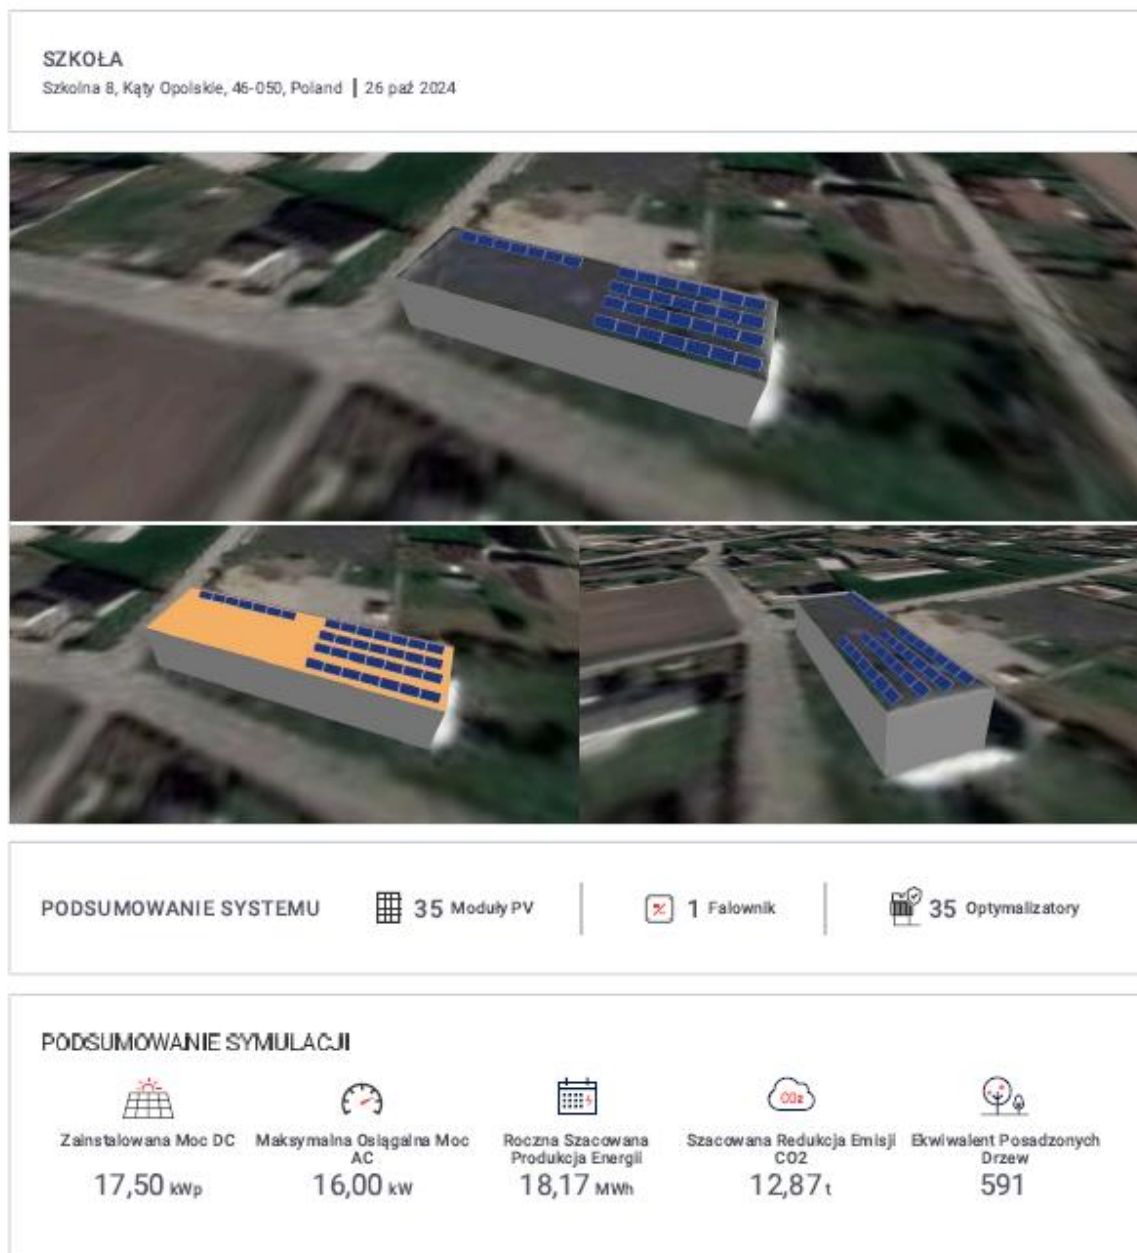 SZKOŁA
Szkolna 8, Kąty Opolskie, 46-050, Poland | 26 paź 2024
PODSUMOWANIE SYSTEMU
35 Moduły PV
1 Falownik
35 Optymalizatory
PODSUMOWANIE SYMULACJI
Zainstalowana Moc DC
17,50 kWp
Maksymalna Osiągalna Moc
AC
16,00 kW
Roczna Szacowana
Produkcja Energii
18,17 MWh
CO2
Szacowana Redukcja Emisji
CO2
12,87 t
Ekwiwalent Posadzonych
Drzew
591